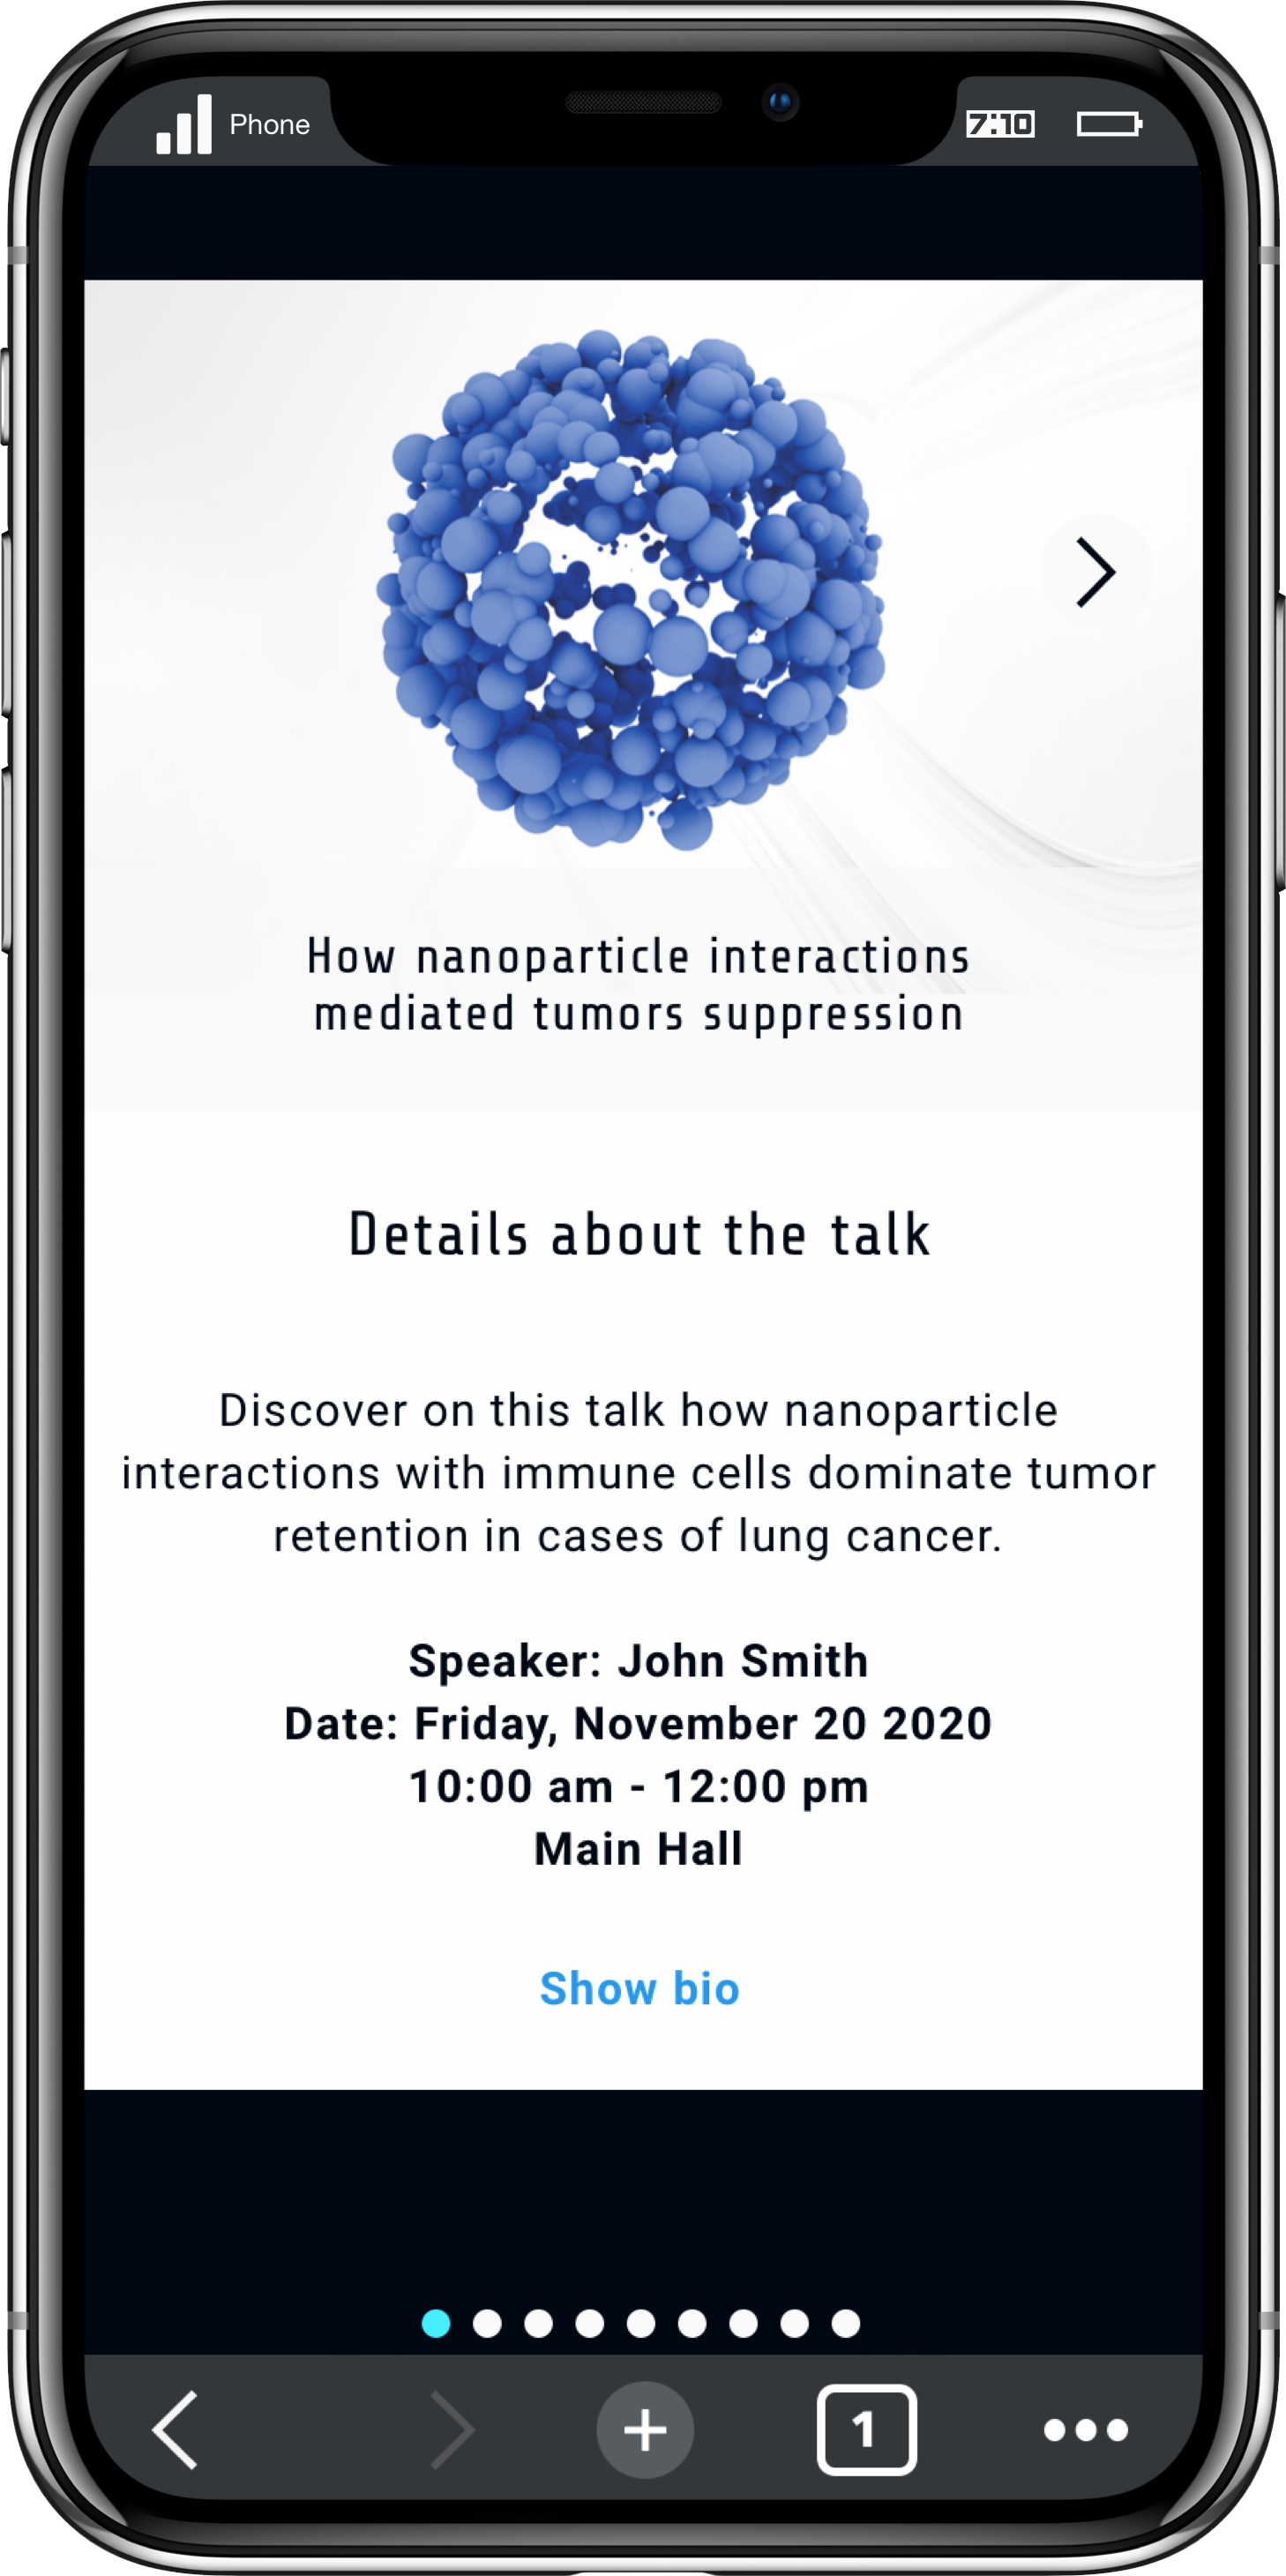 Phone
7:10
How nanoparticle interactions
mediated tumors suppression
Details about the talk
Discover on this talk how nanoparticle
interactions with immune cells dominate tumor
retention in cases of lung cancer.
Speaker: John Smith
Date: Friday, November 20 2020
10:00 am - 12:00 pm
Main Hall
Show bio
1